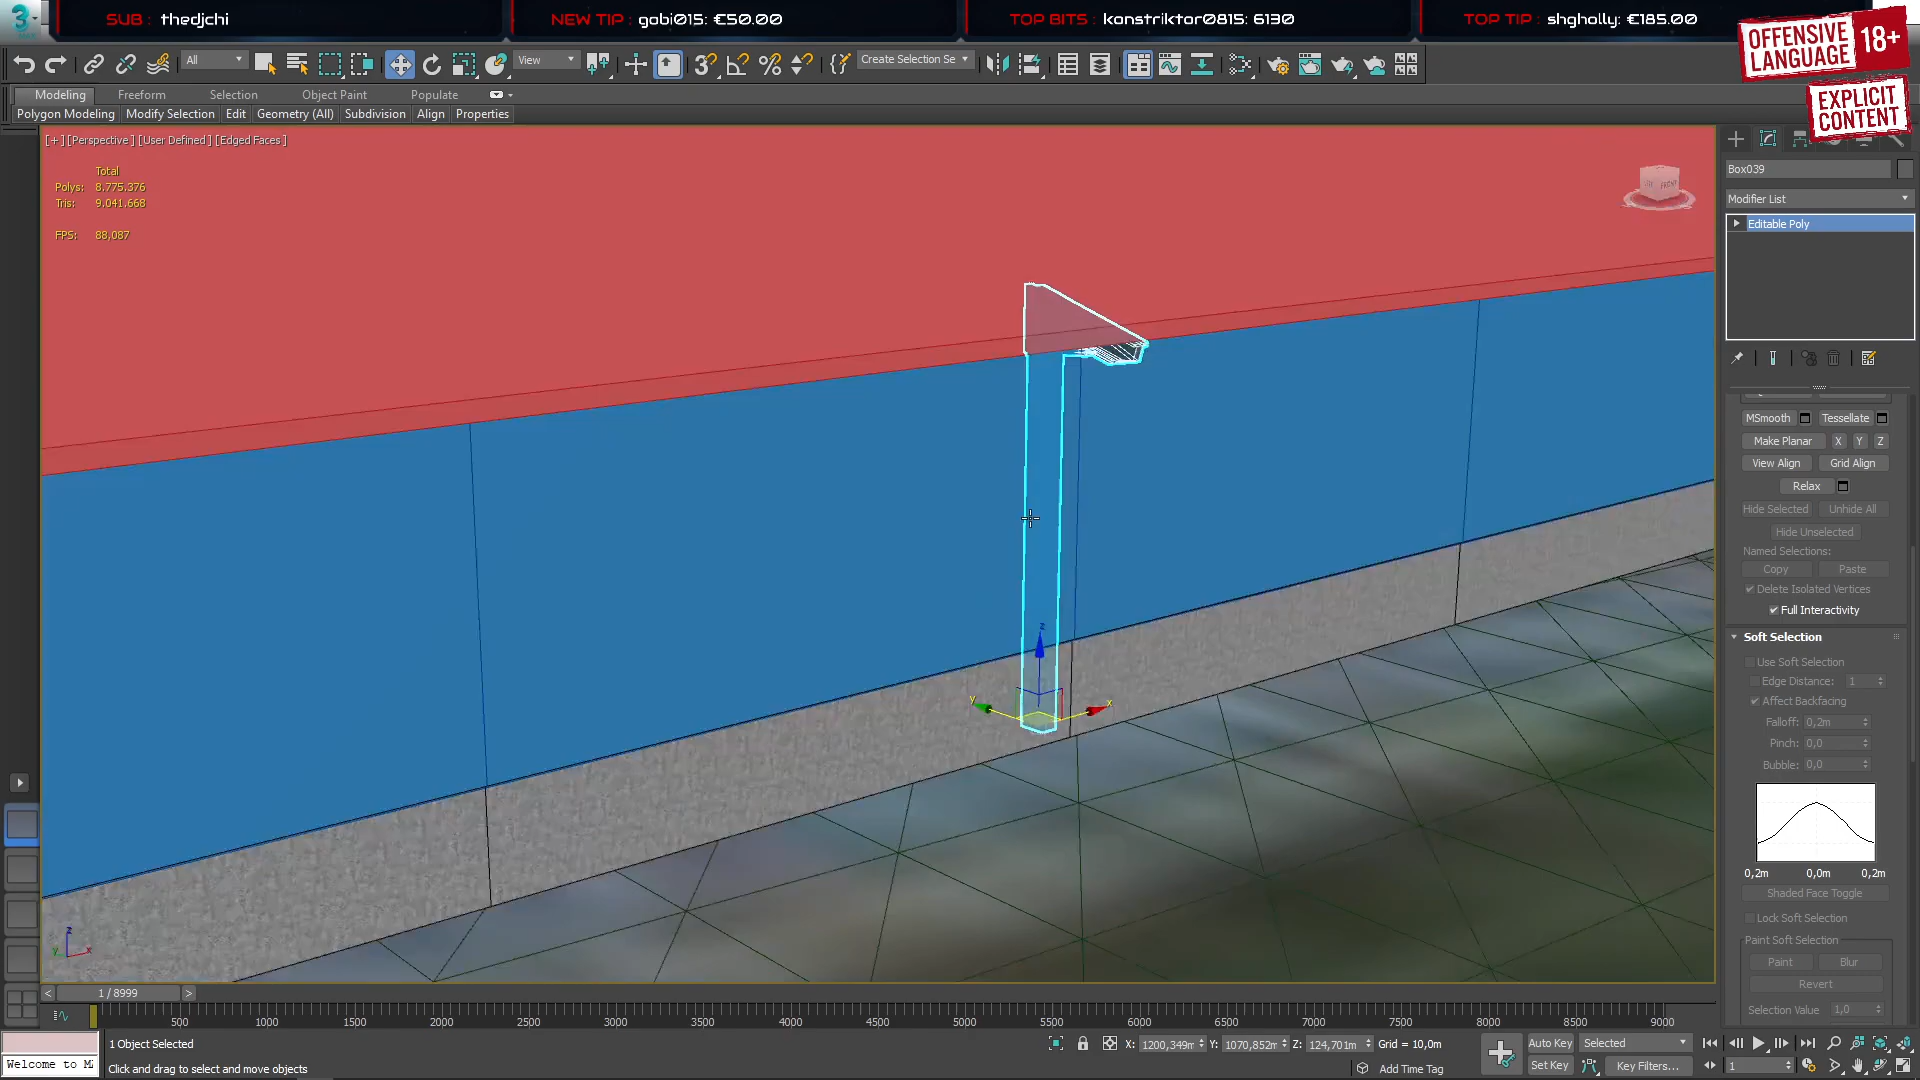 SUB : thedjchi
NEW TIP : gabi015: €50.00
TOP BITS : konstriktor0815: 6130
TOP TIP : shgholly: €185.00
OFFENSIVE LANGUAGE 18+
EXPLICIT CONTENT
All
View
Create Selection Se
Modeling Freeform Selection Object Paint Populate
Polygon Modeling Modify Selection Edit Geometry (All) Subdivision Align Properties
[+] [Perspective] [User Defined] [Edged Faces]
Total
Polys: 8.775.376
Tris: 9.041.668
FPS: 88,087
FRONT
Box039
Modifier List
Editable Poly
MSmooth Tessellate
Make Planar X Y Z
View Align Grid Align
Relax
Hide Selected Unhide All
Hide Unselected
Named Selections:
Copy Paste
Delete Isolated Vertices
Full Interactivity
Soft Selection
Use Soft Selection
Edge Distance: 1
Affect Backfacing
Falloff: 0,2m
Pinch: 0,0
Bubble: 0,0
0,2m 0,0m 0,2m
Shaded Face Toggle
Lock Soft Selection
Paint Soft Selection
Paint Blur
Revert
Selection Value 1,0
z
y x
z
y x
< 1 / 8999 >
500 1000 1500 2000 2500 3000 3500 4000 4500 5000 5500 6000 6500 7000 7500 8000 8500 9000
1 Object Selected
X: 1200,349m Y: 1070,852m Z: 124,701m Grid = 10,0m
Auto Key Selected
Welcome to M
Click and drag to select and move objects
Add Time Tag
Set Key Key Filters...
1